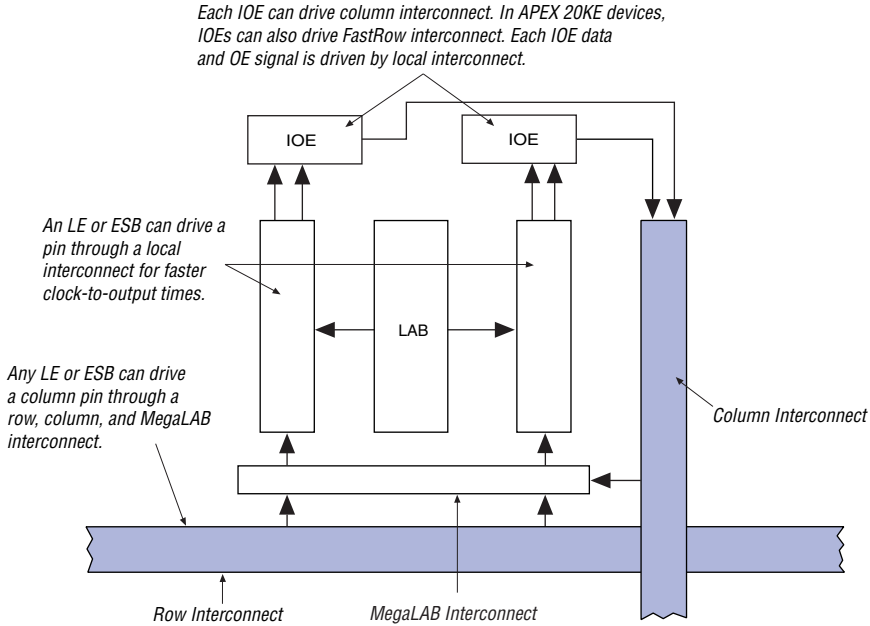 Each IOE can drive column interconnect. In APEX 20KE devices,
IOEs can also drive FastRow interconnect. Each IOE data
and OE signal is driven by local interconnect.
IOE
IOE
An LE or ESB can drive a
pin through a local
interconnect for faster
clock-to-output times.
LAB
Any LE or ESB can drive
a column pin through a
row, column, and MegaLAB
interconnect.
Column Interconnect
Row Interconnect
MegaLAB Interconnect